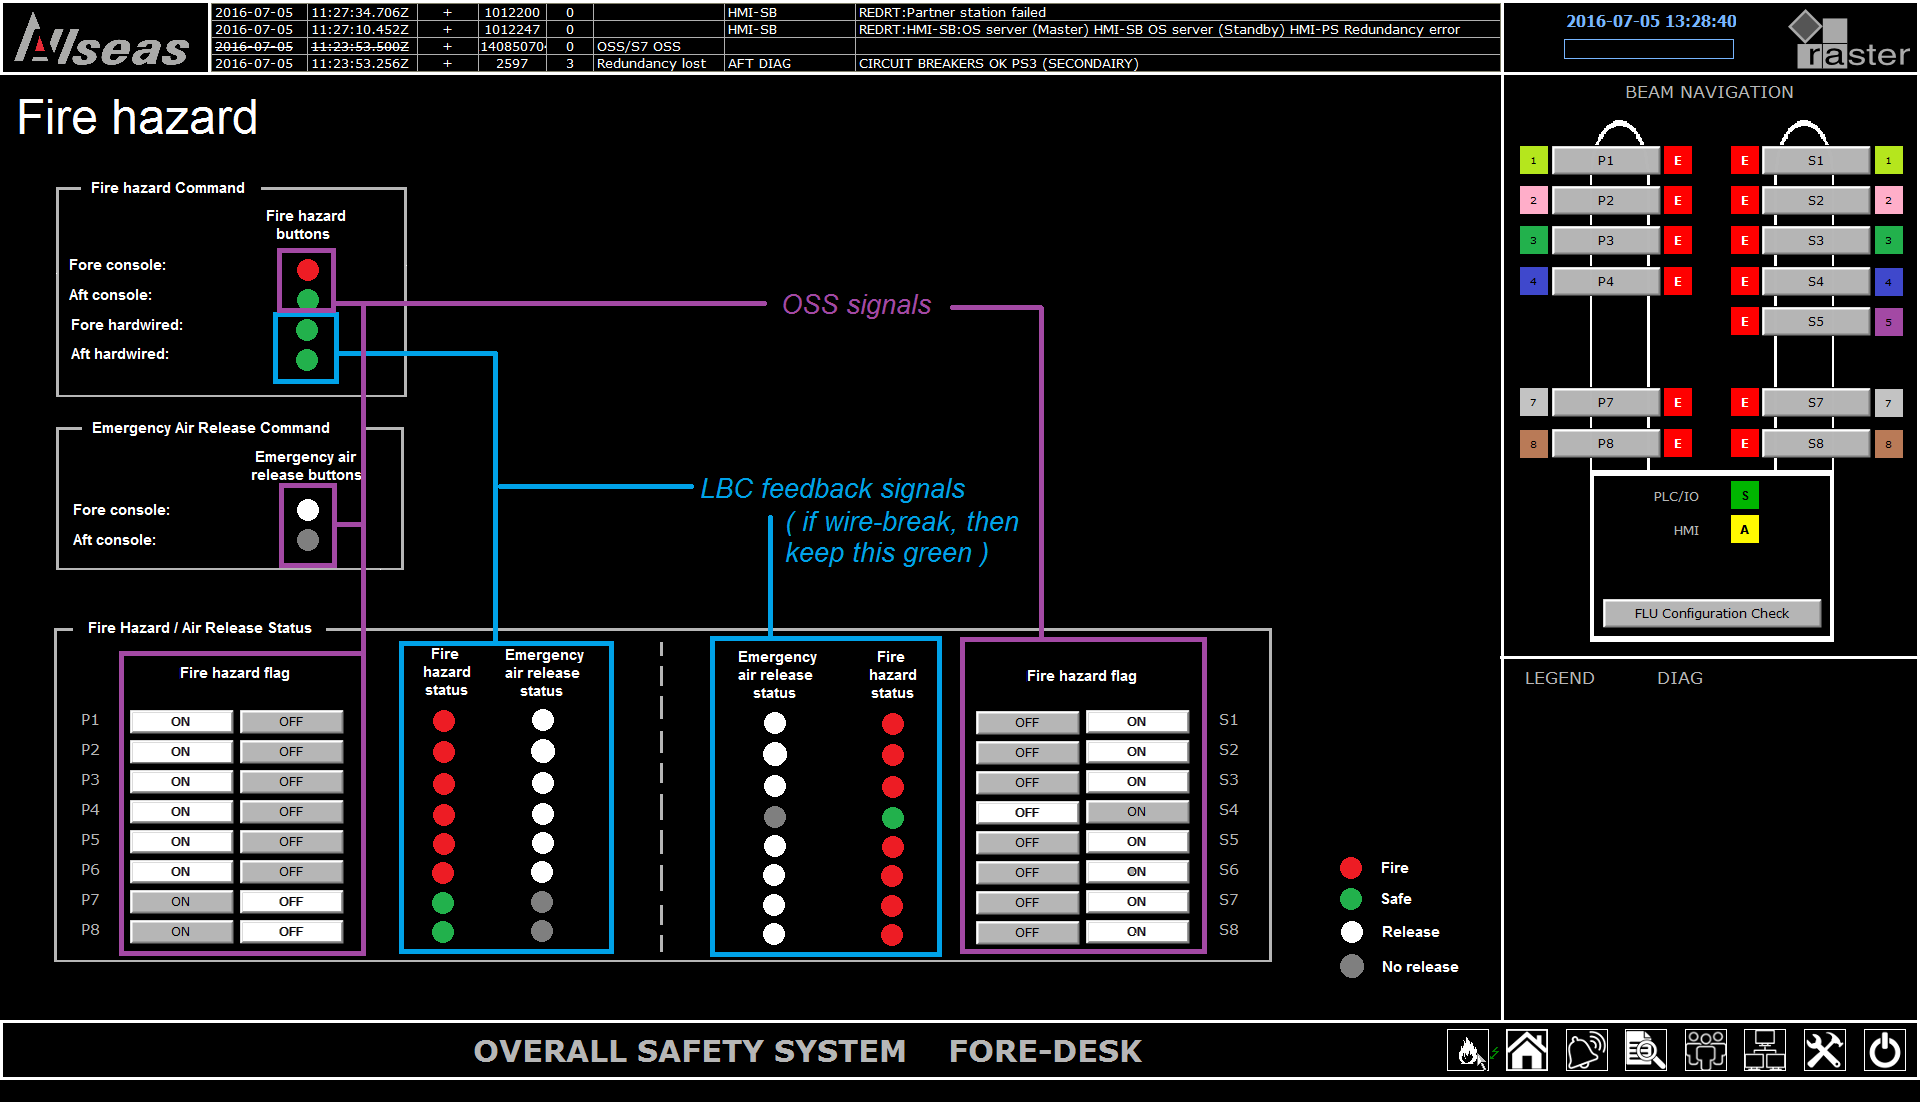 Allseas
2016-07-05 11:27:34.706Z + 1012200 0 HMI-SB REDRT:Partner station failed
2016-07-05 11:27:10.452Z + 1012247 0 HMI-SB REDRT:HMI-SB:OS server (Master) HMI-SB OS server (Standby) HMI-PS Redundancy error
2016-07-05 11:23:53.500Z + 14085070 0 OSS/S7 OSS
2016-07-05 11:23:53.256Z + 2597 3 Redundancy lost AFT DIAG CIRCUIT BREAKERS OK PS3 (SECONDAIRY)
2016-07-05 13:28:40
raster
Fire hazard
Fire hazard Command
Fire hazard
buttons
Fore console:
Aft console:
Fore hardwired:
Aft hardwired:
OSS signals
Emergency Air Release Command
Emergency air
release buttons
Fore console:
Aft console:
LBC feedback signals
( if wire-break, then
keep this green )
Fire Hazard / Air Release Status
Fire hazard flag
Fire
hazard
status
Emergency
air release
status
Emergency
air release
status
Fire
hazard
status
Fire hazard flag
P1 ON OFF OFF ON S1
P2 ON OFF OFF ON S2
P3 ON OFF OFF ON S3
P4 ON OFF OFF ON S4
P5 ON OFF OFF ON S5
P6 ON OFF OFF ON S6
P7 ON OFF OFF ON S7
P8 ON OFF OFF ON S8
Fire
Safe
Release
No release
BEAM NAVIGATION
1 P1 E E S1 1
2 P2 E E S2 2
3 P3 E E S3 3
4 P4 E E S4 4
E S5 5
7 P7 E E S7 7
8 P8 E E S8 8
PLC/IO S
HMI A
FLU Configuration Check
LEGEND DIAG
OVERALL SAFETY SYSTEM FORE-DESK